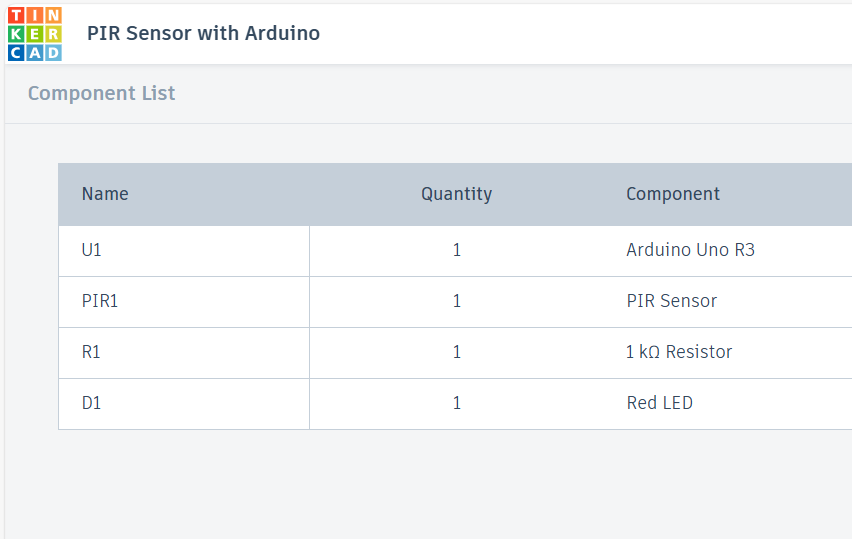 TIN
KER
CAD
PIR Sensor with Arduino
Component List
Name Quantity Component
U1 1 Arduino Uno R3
PIR1 1 PIR Sensor
R1 1 1 kΩ Resistor
D1 1 Red LED